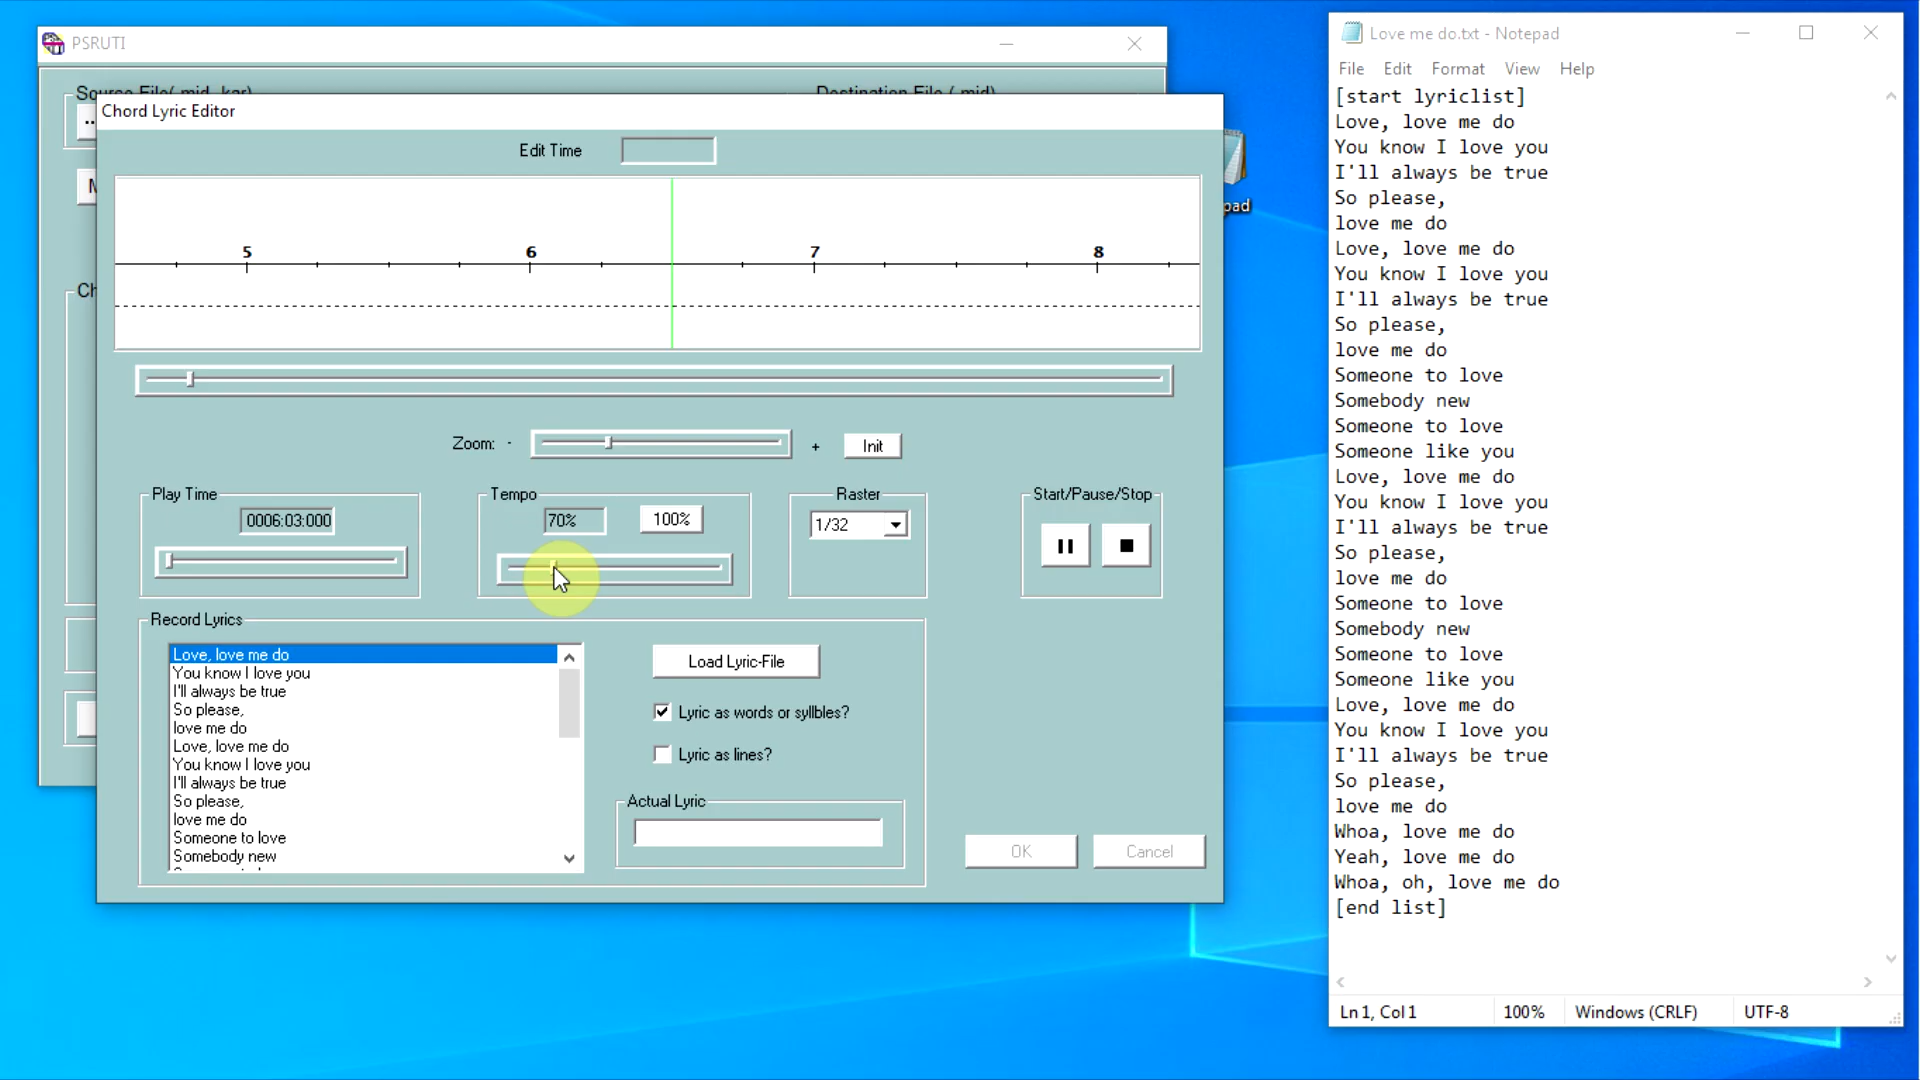 PSRUTI
Source File(.mid,.kar)
Destination File (.mid)
Chord Lyric Editor
Edit Time
5 6 7 8
Zoom: - + Init
Play Time
0006:03:000
Tempo
70% 100%
Raster
1/32
Start/Pause/Stop
Record Lyrics
Love, love me do
You know I love you
I'll always be true
So please,
love me do
Love, love me do
You know I love you
I'll always be true
So please,
love me do
Someone to love
Somebody new
Load Lyric-File
Lyric as words or syllbles?
Lyric as lines?
Actual Lyric
OK Cancel
pad
Love me do.txt - Notepad
File Edit Format View Help
[start lyriclist]
Love, love me do
You know I love you
I'll always be true
So please,
love me do
Love, love me do
You know I love you
I'll always be true
So please,
love me do
Someone to love
Somebody new
Someone to love
Someone like you
Love, love me do
You know I love you
I'll always be true
So please,
love me do
Someone to love
Somebody new
Someone to love
Someone like you
Love, love me do
You know I love you
I'll always be true
So please,
love me do
Whoa, love me do
Yeah, love me do
Whoa, oh, love me do
[end list]
Ln 1, Col 1 100% Windows (CRLF) UTF-8